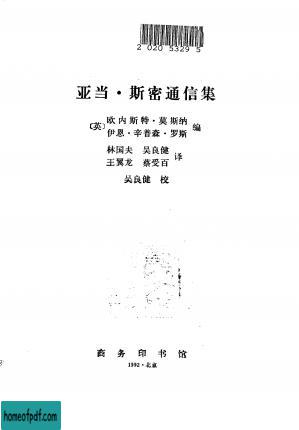 2 020 5329 5
亚当·斯密通信集
〔英〕欧内斯特·莫斯纳
伊恩·辛普森·罗斯 编
林国夫 吴良健
王翼龙 蔡受百 译
吴良健 校
商务印书馆
1992·北京
homeofpdf.com